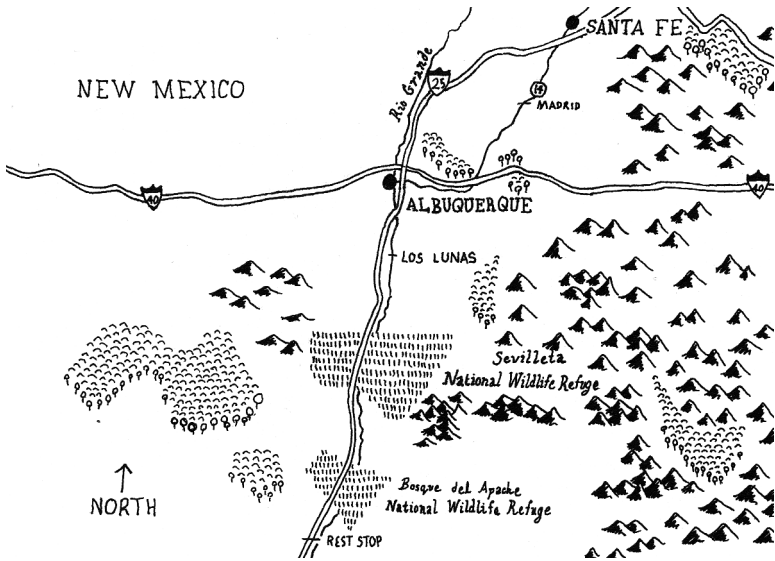 SANTA FE
NEW MEXICO
Rio Grande
25
14
MADRID
40
40
ALBUQUERQUE
LOS LUNAS
Sevilleta
National Wildlife Refuge
Bosque del Apache
National Wildlife Refuge
NORTH
REST STOP